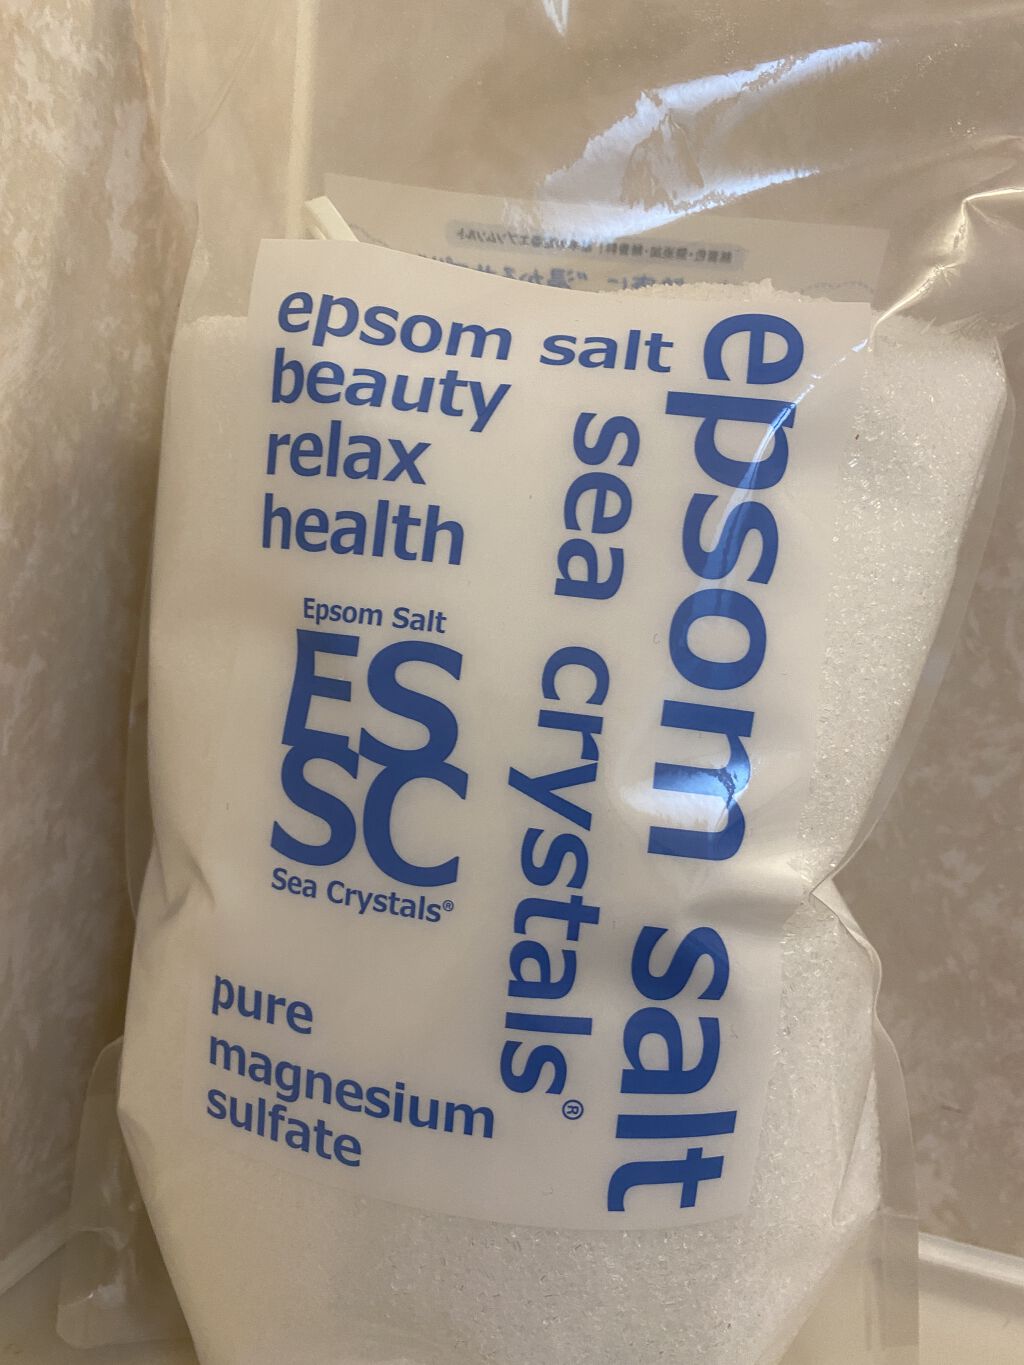 epsom salt
beauty
relax
health
Epsom Salt
ES
SC
Sea Crystals®
pure
magnesium
sulfate
sea crystals®
epsom salt